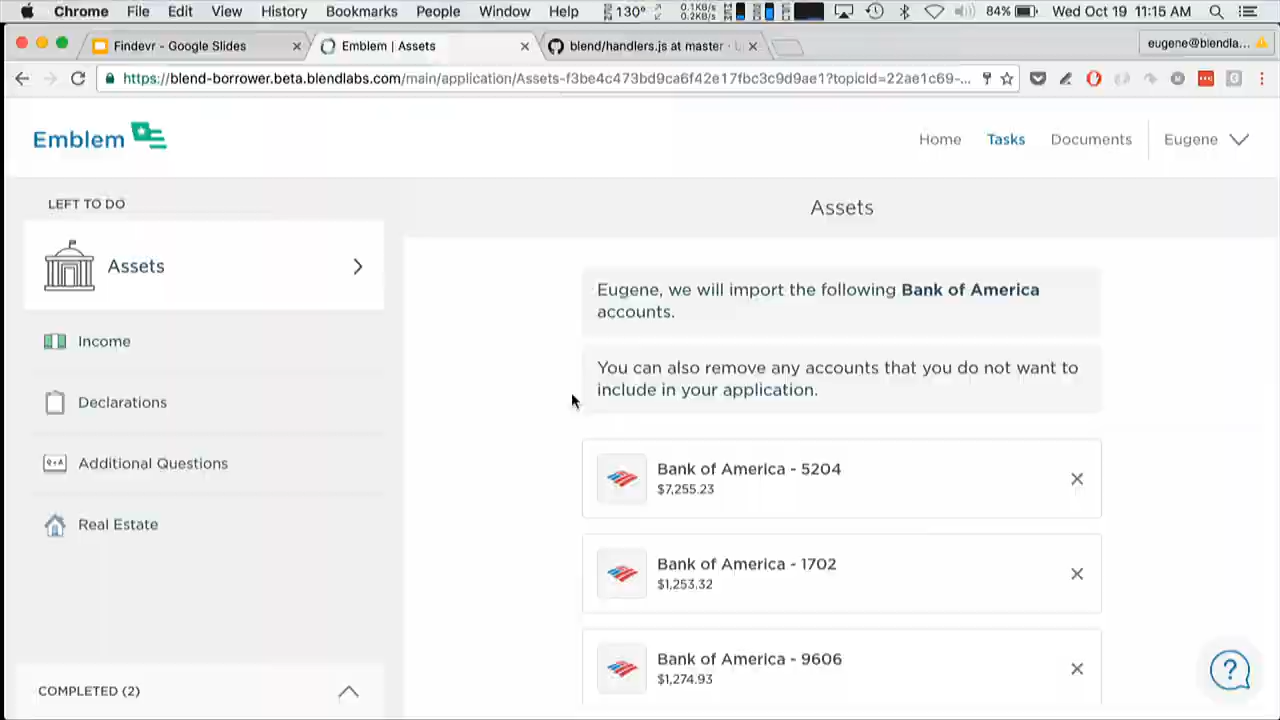 Chrome File Edit View History Bookmarks People Window Help 130° 0.1KB/s 0.2KB/s 84% Wed Oct 19 11:15 AM
Findevr - Google Slides × Emblem | Assets × blend/handlers.js at master · × eugene@blendla...
https://blend-borrower.beta.blendlabs.com/main/application/Assets-f3be4c473bd9ca6f42e17fbc3c9d9ae1?topicId=22ae1c69-...
Emblem Home Tasks Documents Eugene
LEFT TO DO
Assets
Assets
Income
Declarations
Q+A Additional Questions
Real Estate
COMPLETED (2)
Eugene, we will import the following Bank of America
accounts.
You can also remove any accounts that you do not want to
include in your application.
Bank of America - 5204
$7,255.23
Bank of America - 1702
$1,253.32
Bank of America - 9606
$1,274.93
?